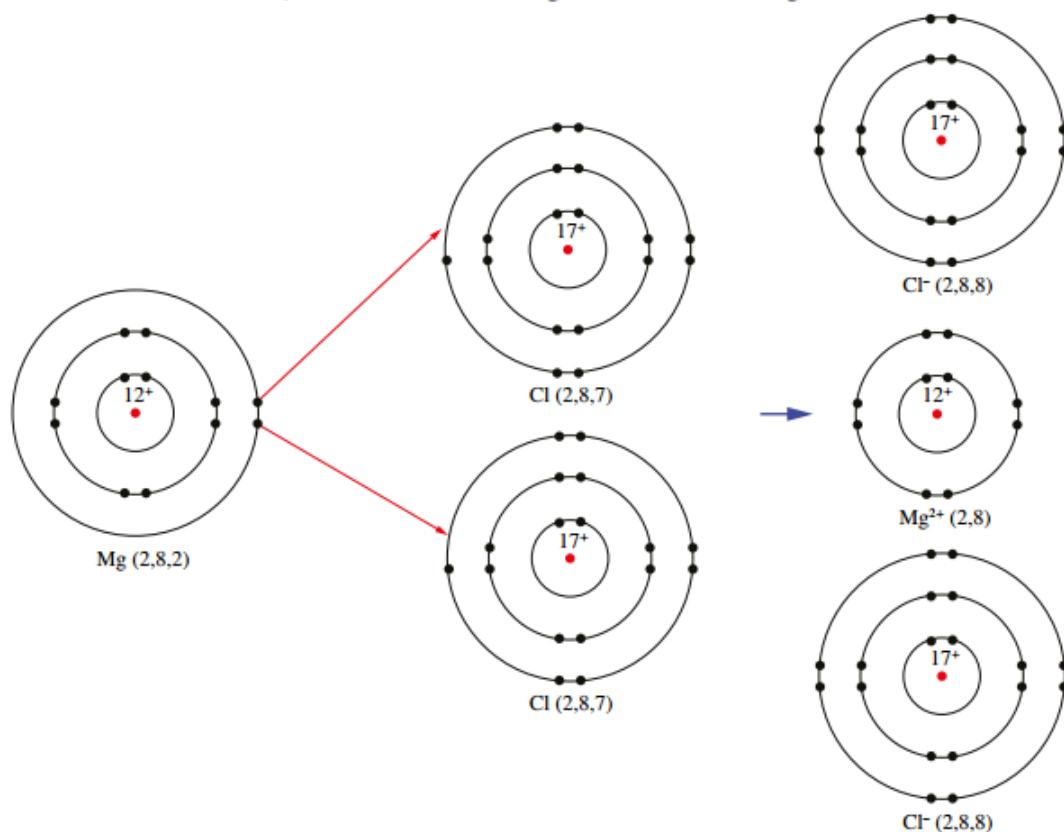 17⁺
Cl⁻ (2,8,8)
17⁺
Cl (2,8,7)
12⁺
Mg (2,8,2)
12⁺
Mg²⁺ (2,8)
17⁺
Cl (2,8,7)
17⁺
Cl⁻ (2,8,8)